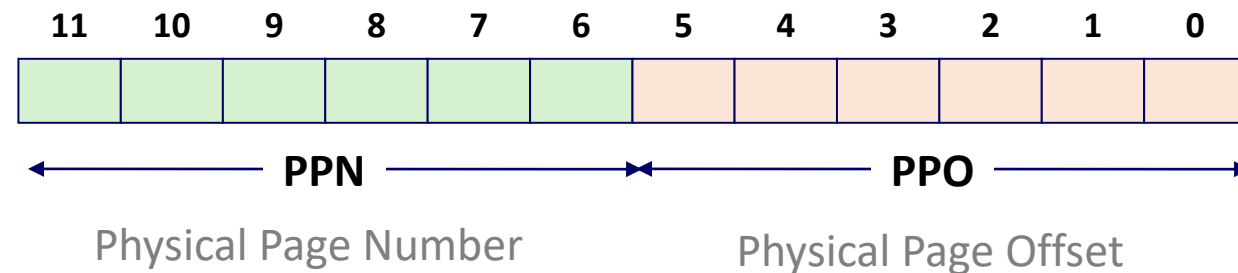 11 10 9 8 7 6 5 4 3 2 1 0
PPN PPO
Physical Page Number Physical Page Offset